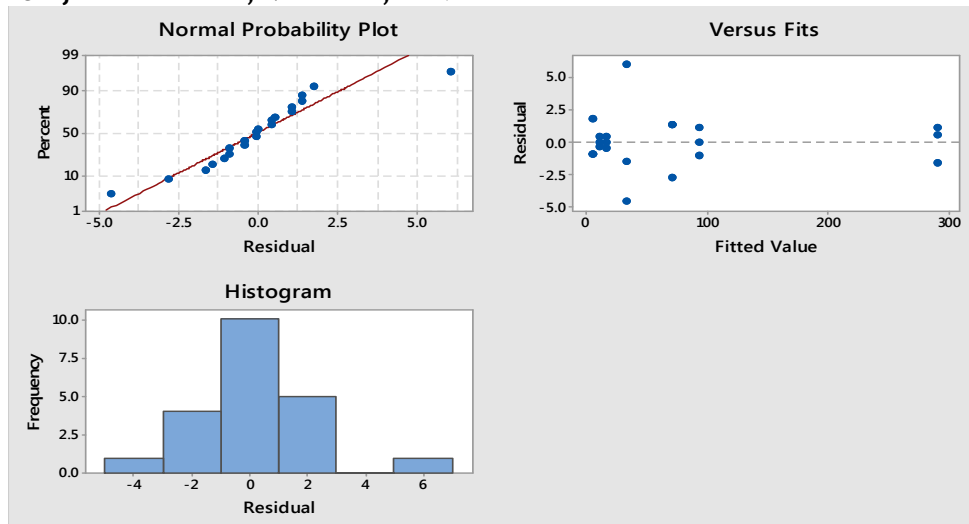 Normal Probability Plot
99
90
50
10
1
Percent
-5.0 -2.5 0.0 2.5 5.0
Residual
Versus Fits
5.0
2.5
0.0
-2.5
-5.0
Residual
0 100 200 300
Fitted Value
Histogram
10.0
7.5
5.0
2.5
0.0
Frequency
-4 -2 0 2 4 6
Residual